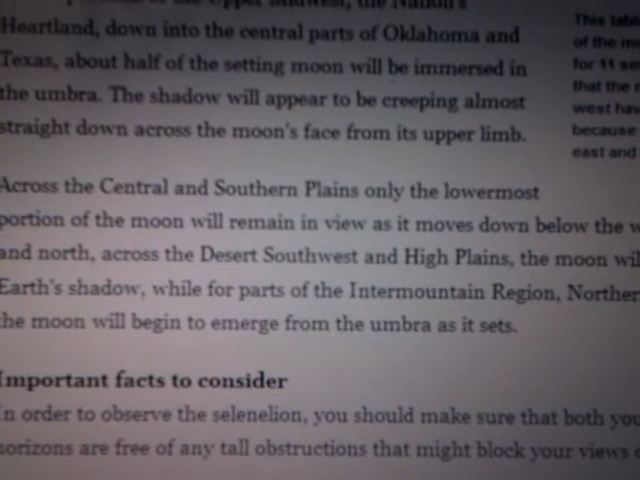 the Upper Midwest, the Nation's
Heartland, down into the central parts of Oklahoma and
Texas, about half of the setting moon will be immersed in
the umbra. The shadow will appear to be creeping almost
straight down across the moon's face from its upper limb.
Across the Central and Southern Plains only the lowermost
portion of the moon will remain in view as it moves down below the
and north, across the Desert Southwest and High Plains, the moon wil
Earth's shadow, while for parts of the Intermountain Region, Norther
the moon will begin to emerge from the umbra as it sets.
Important facts to consider
In order to observe the selenelion, you should make sure that both you
horizons are free of any tall obstructions that might block your views
This tabl
of the m
for 11 se
that the
west hav
because
east and